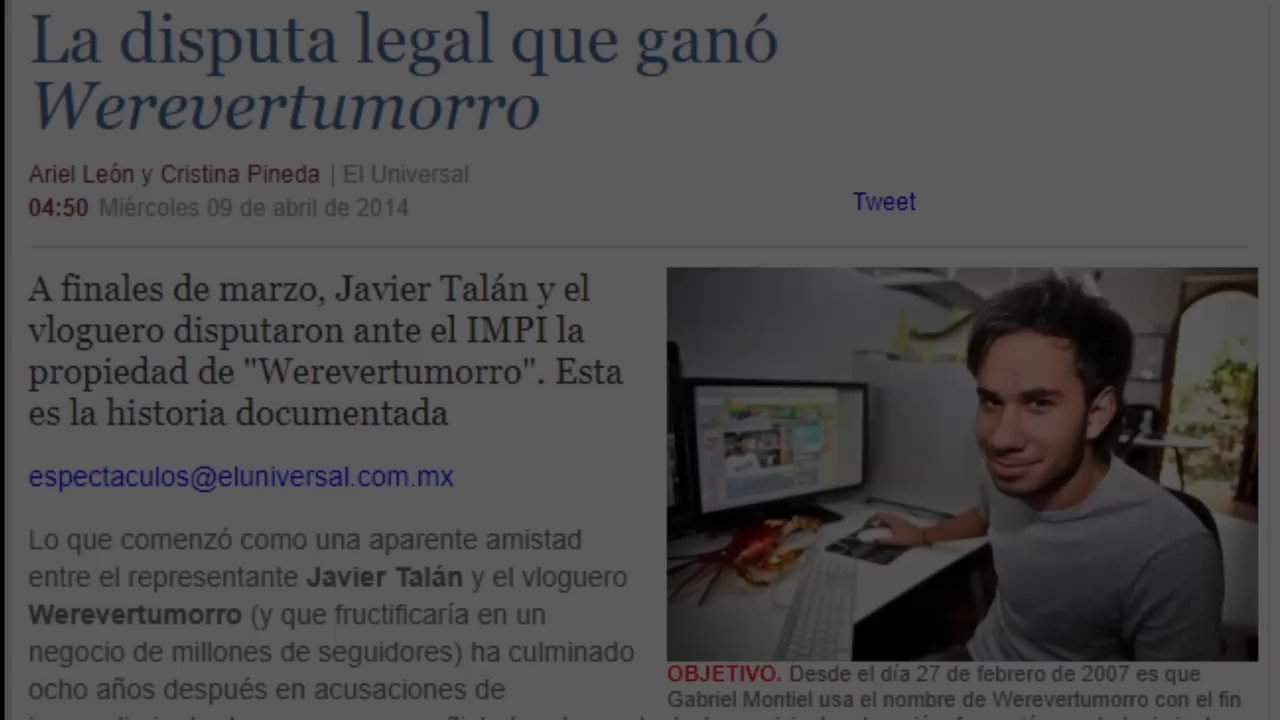 La disputa legal que ganó
Werevertumorro
Ariel León y Cristina Pineda | El Universal
04:50 Miércoles 09 de abril de 2014
Tweet
A finales de marzo, Javier Talán y el
vloguero disputaron ante el IMPI la
propiedad de "Werevertumorro". Esta
es la historia documentada
espectaculos@eluniversal.com.mx
Lo que comenzó como una aparente amistad
entre el representante Javier Talán y el vloguero
Werevertumorro (y que fructificaría en un
negocio de millones de seguidores) ha culminado
ocho años después en acusaciones de
OBJETIVO. Desde el día 27 de febrero de 2007 es que
Gabriel Montiel usa el nombre de Werevertumorro con el fin